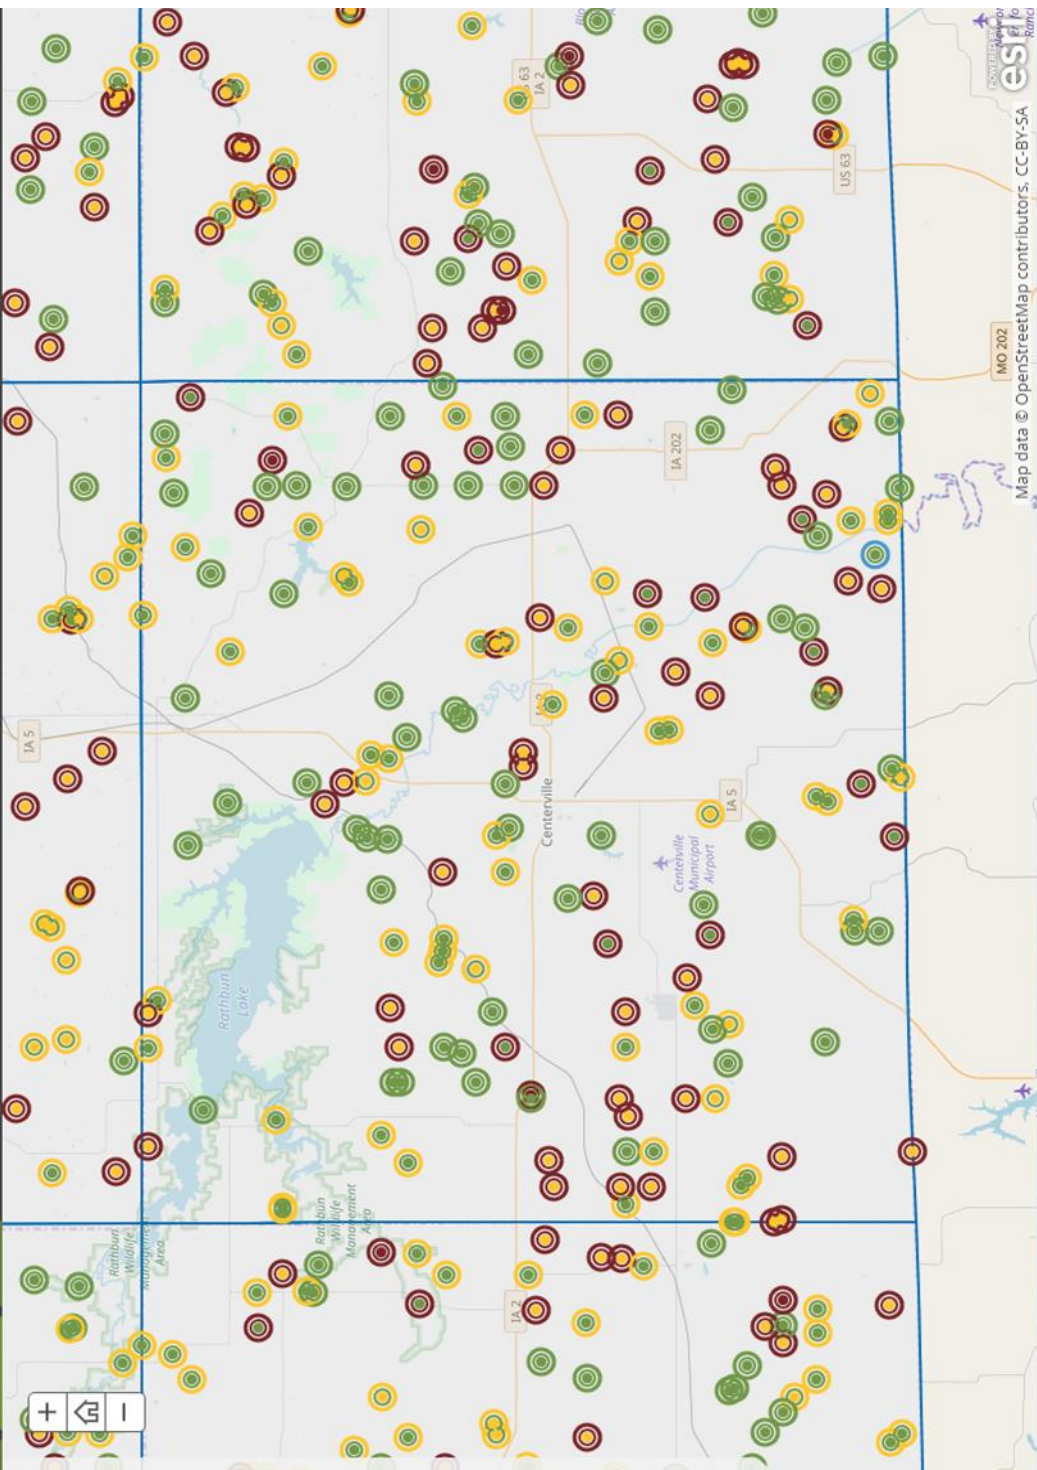 US 63
IA 2
US 63
POWERED BY
esri
Map data © OpenStreetMap contributors, CC-BY-SA
MO 202
IA 202
IA 5
IA 2
Centerville
IA 5
Centerville
Municipal
Airport
Rathbun
Lake
Rathbun
Wildlife
Management
Area
Rathbun
Wildlife
Management
Area
IA 2
+
−